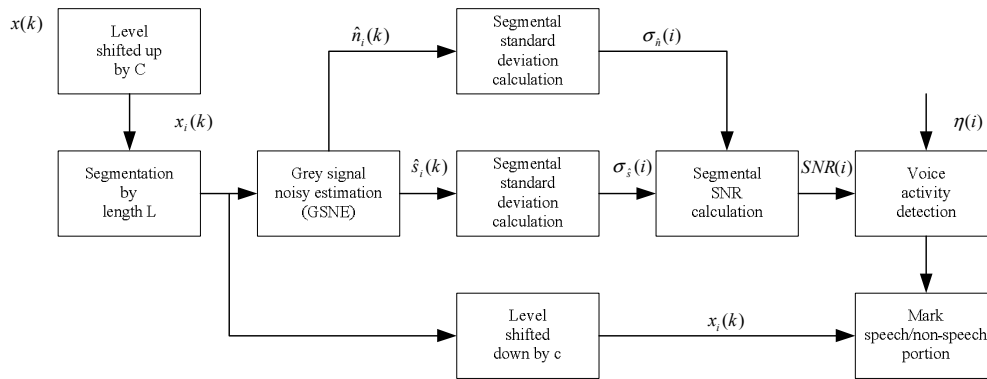 x(k)
Level
shifted up
by C
x_i(k)
Segmentation
by
length L
Grey signal
noisy estimation
(GSNE)
n̂_i(k)
Segmental
standard
deviation
calculation
σ_n̂(i)
ŝ_i(k)
Segmental
standard
deviation
calculation
σ_ŝ(i)
Segmental
SNR
calculation
SNR(i)
η(i)
Voice
activity
detection
Level
shifted
down by c
x_i(k)
Mark
speech/non-speech
portion